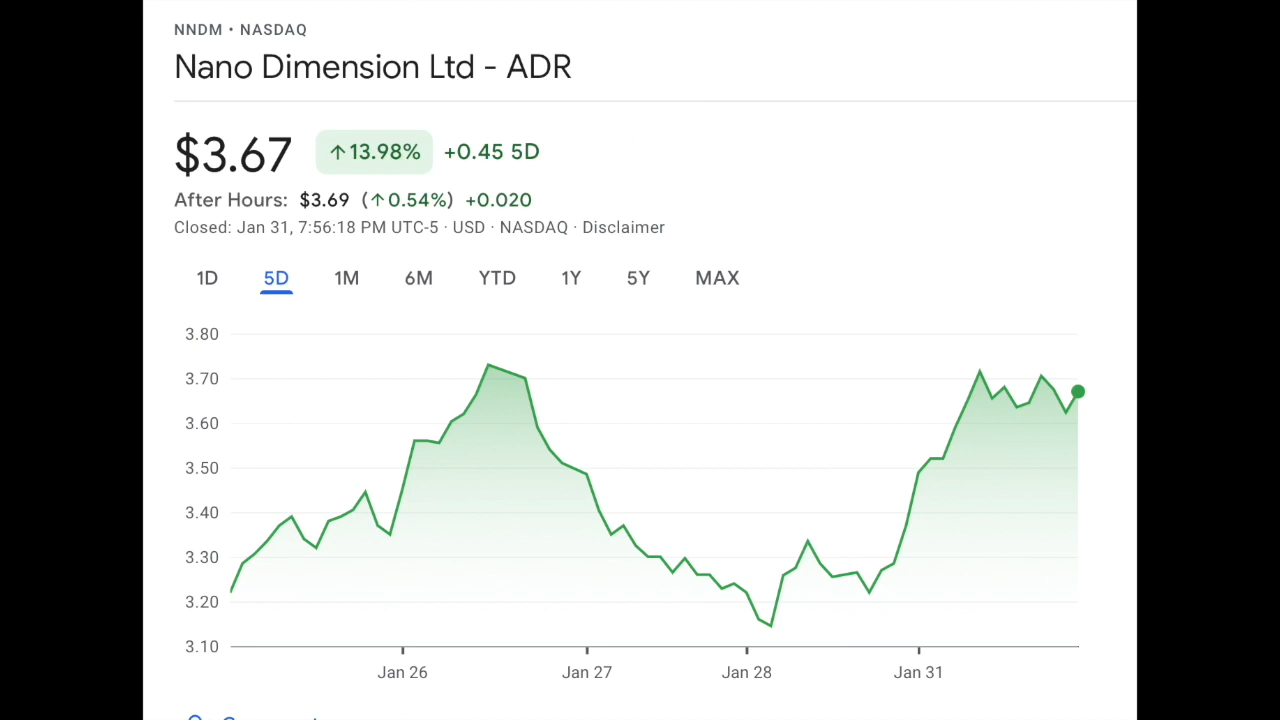 NNDM • NASDAQ
Nano Dimension Ltd - ADR
$3.67 ↑13.98% +0.45 5D
After Hours: $3.69 (↑0.54%) +0.020
Closed: Jan 31, 7:56:18 PM UTC-5 · USD · NASDAQ · Disclaimer
1D 5D 1M 6M YTD 1Y 5Y MAX
3.80
3.70
3.60
3.50
3.40
3.30
3.20
3.10
Jan 26 Jan 27 Jan 28 Jan 31